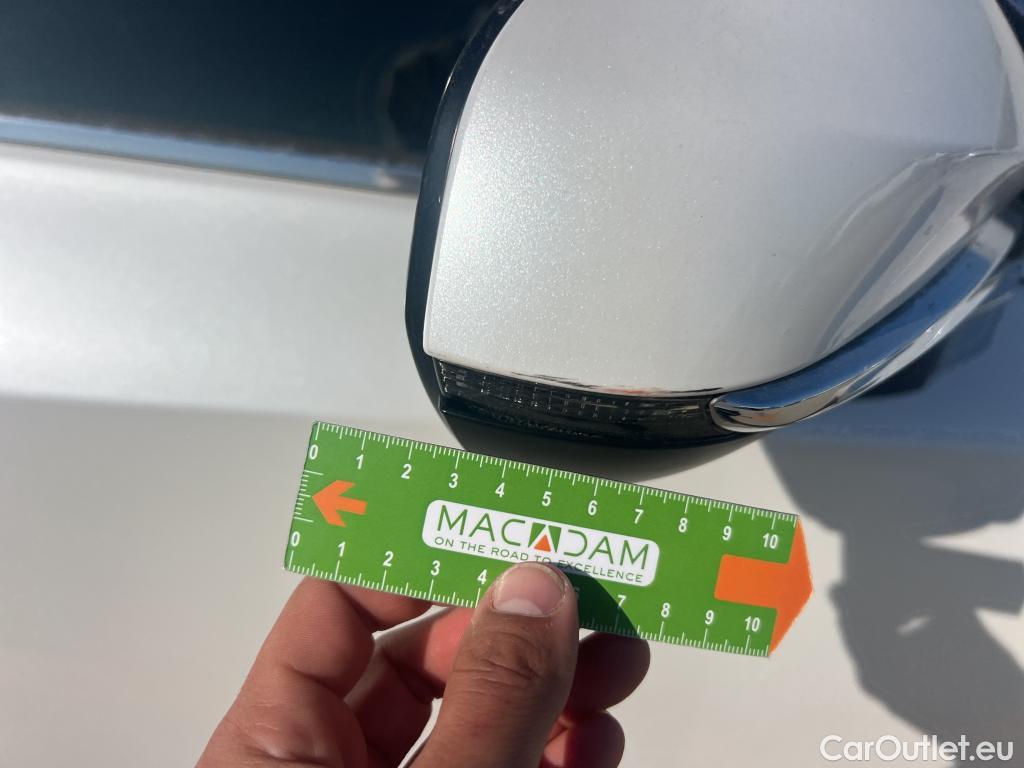 0 1 2 3 4 5 6 7 8 9 10
MACADAM
ON THE ROAD TO EXCELLENCE
0 1 2 3 4 6 7 8 9 10
CarOutlet.eu